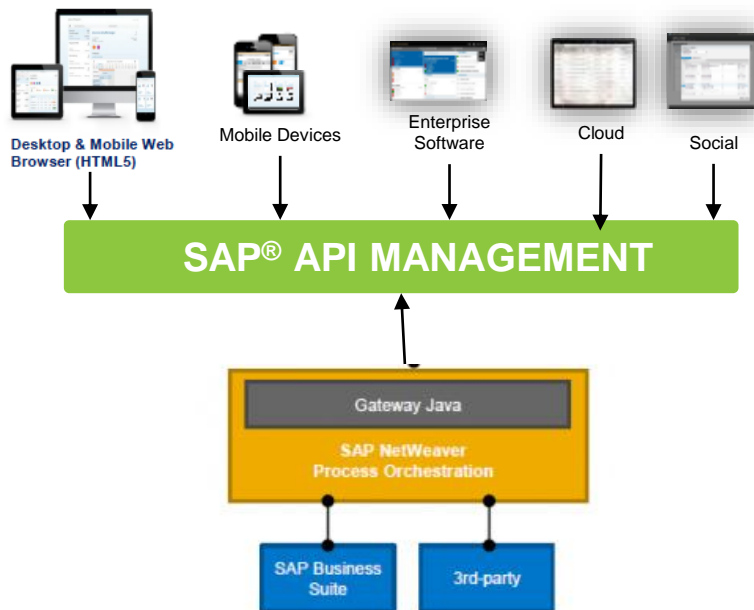 Desktop & Mobile Web
Browser (HTML5)
Mobile Devices
Enterprise
Software
Cloud
Social
SAP® API MANAGEMENT
Gateway Java
SAP NetWeaver
Process Orchestration
SAP Business
Suite
3rd-party